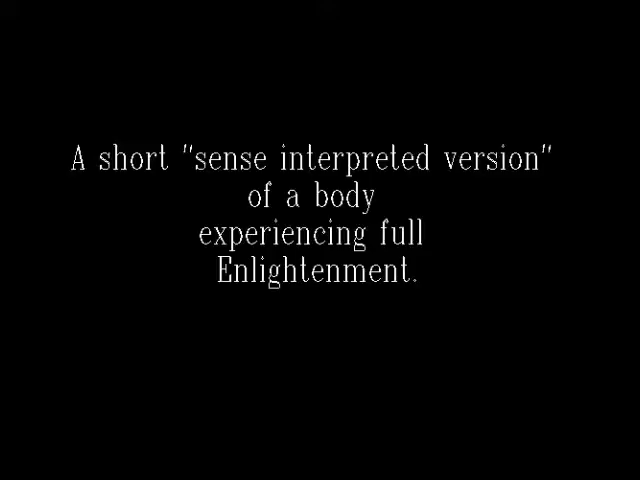 A short "sense interpreted version"
of a body
experiencing full
Enlightenment.